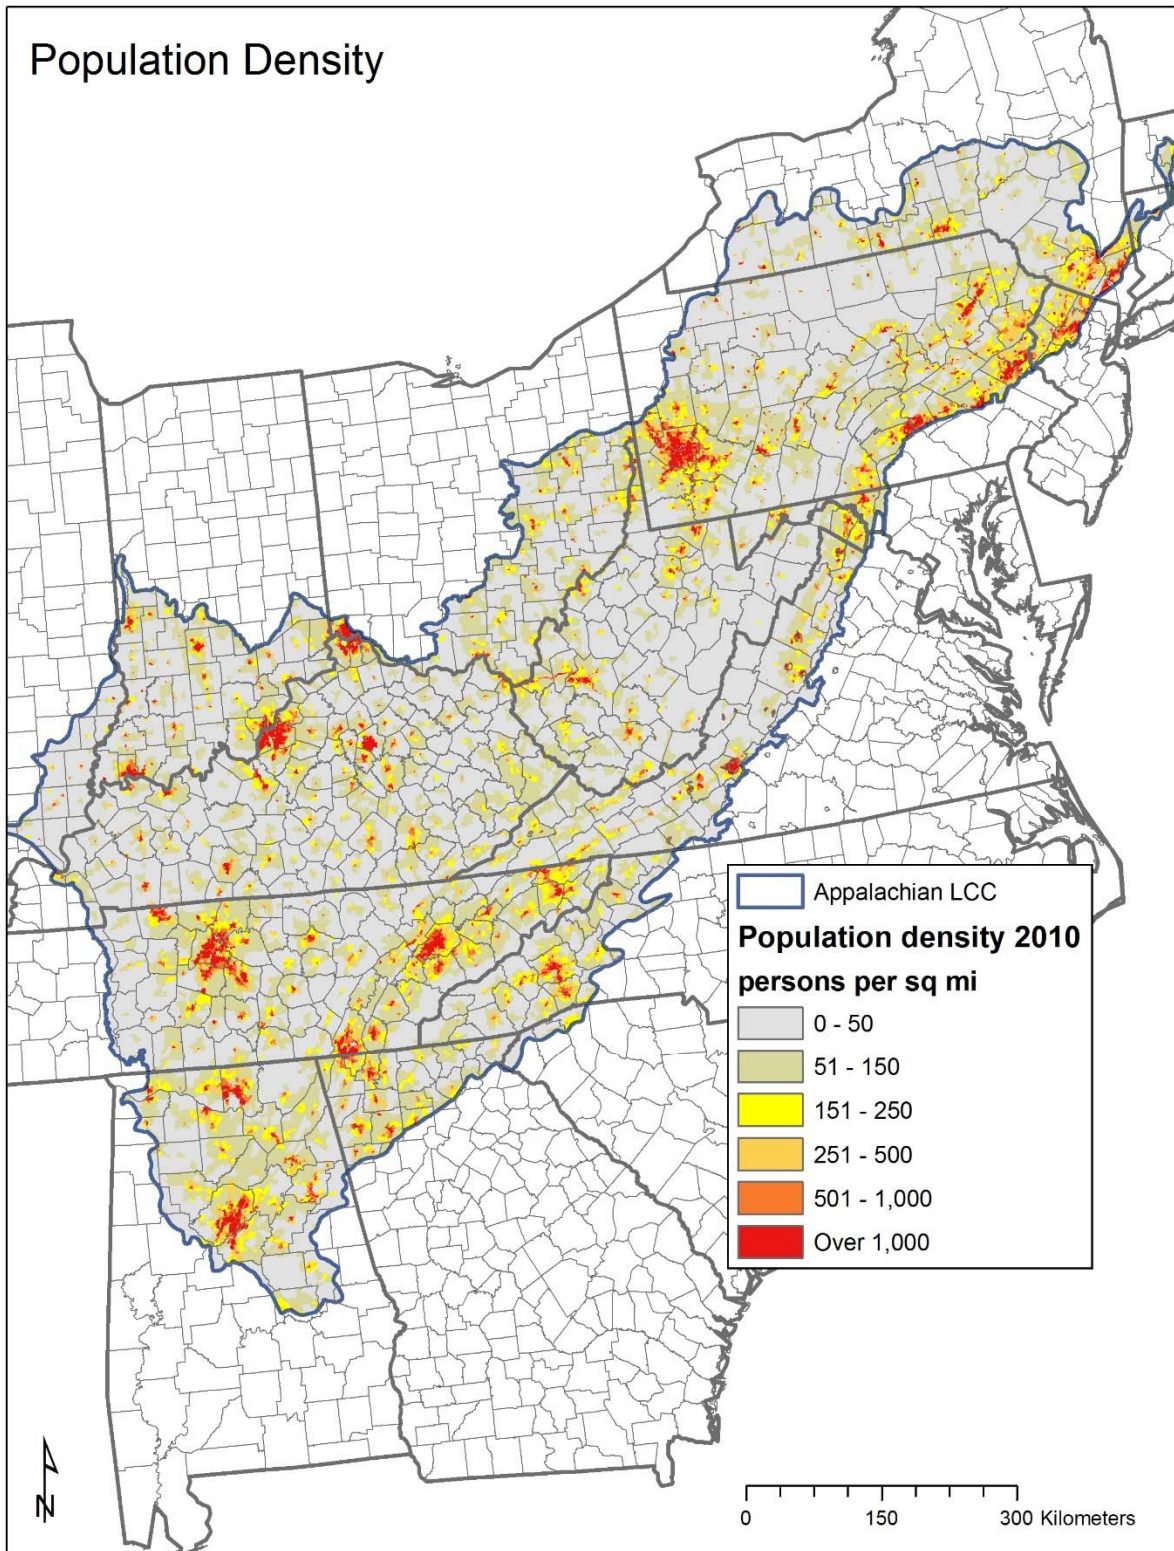 Population Density
Appalachian LCC
Population density 2010
persons per sq mi
0 - 50
51 - 150
151 - 250
251 - 500
501 - 1,000
Over 1,000
N
0 150 300 Kilometers